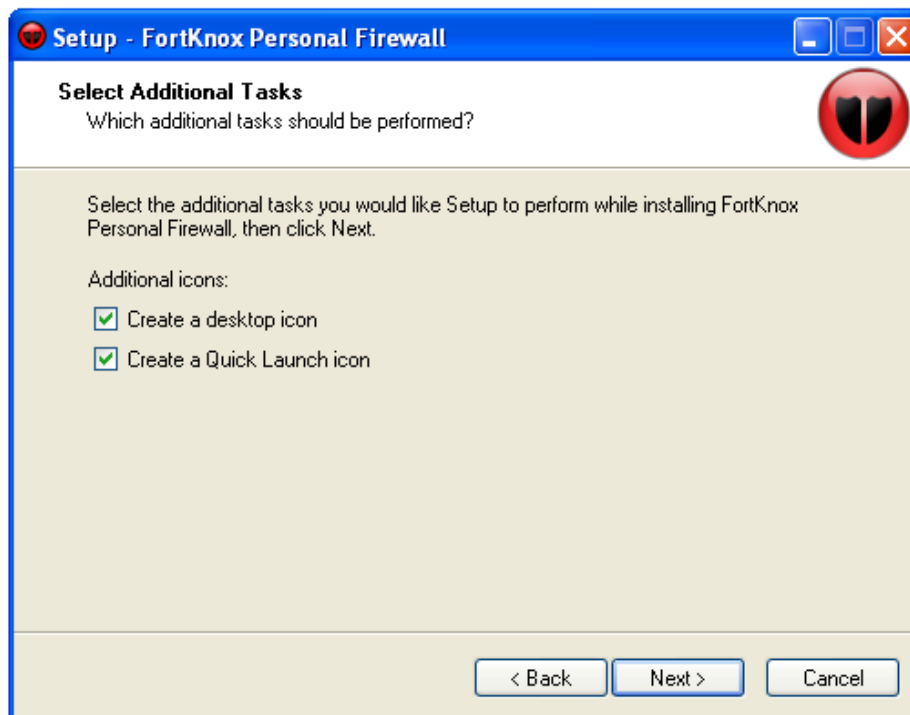 Setup - FortKnox Personal Firewall
Select Additional Tasks
Which additional tasks should be performed?
Select the additional tasks you would like Setup to perform while installing FortKnox
Personal Firewall, then click Next.
Additional icons:
Create a desktop icon
Create a Quick Launch icon
< Back Next > Cancel